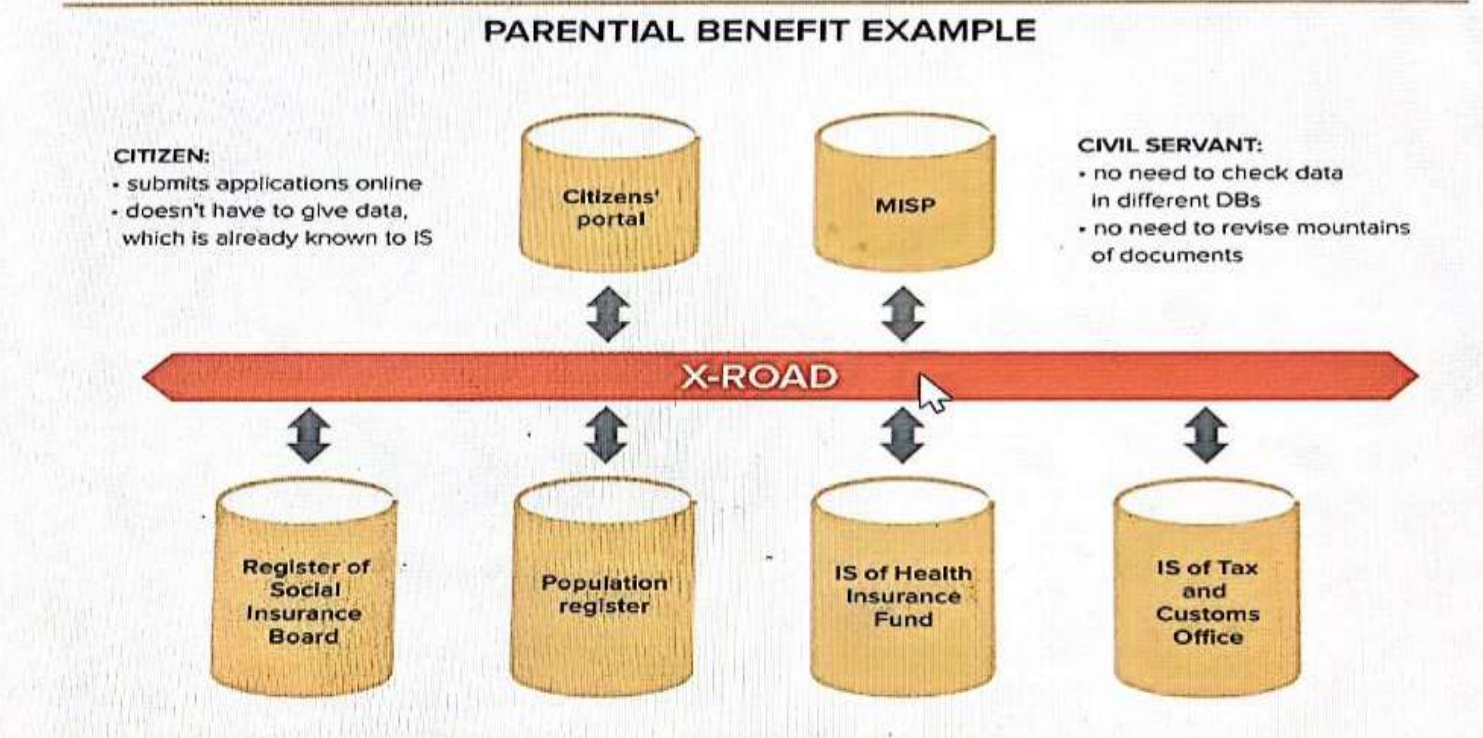 PARENTIAL BENEFIT EXAMPLE
CITIZEN:
• submits applications online
• doesn't have to give data,
which is already known to IS
Citizens'
portal
MISP
CIVIL SERVANT:
• no need to check data
in different DBs
• no need to revise mountains
of documents
X-ROAD
Register of
Social
Insurance
Board
Population
register
IS of Health
Insurance
Fund
IS of Tax
and
Customs
Office